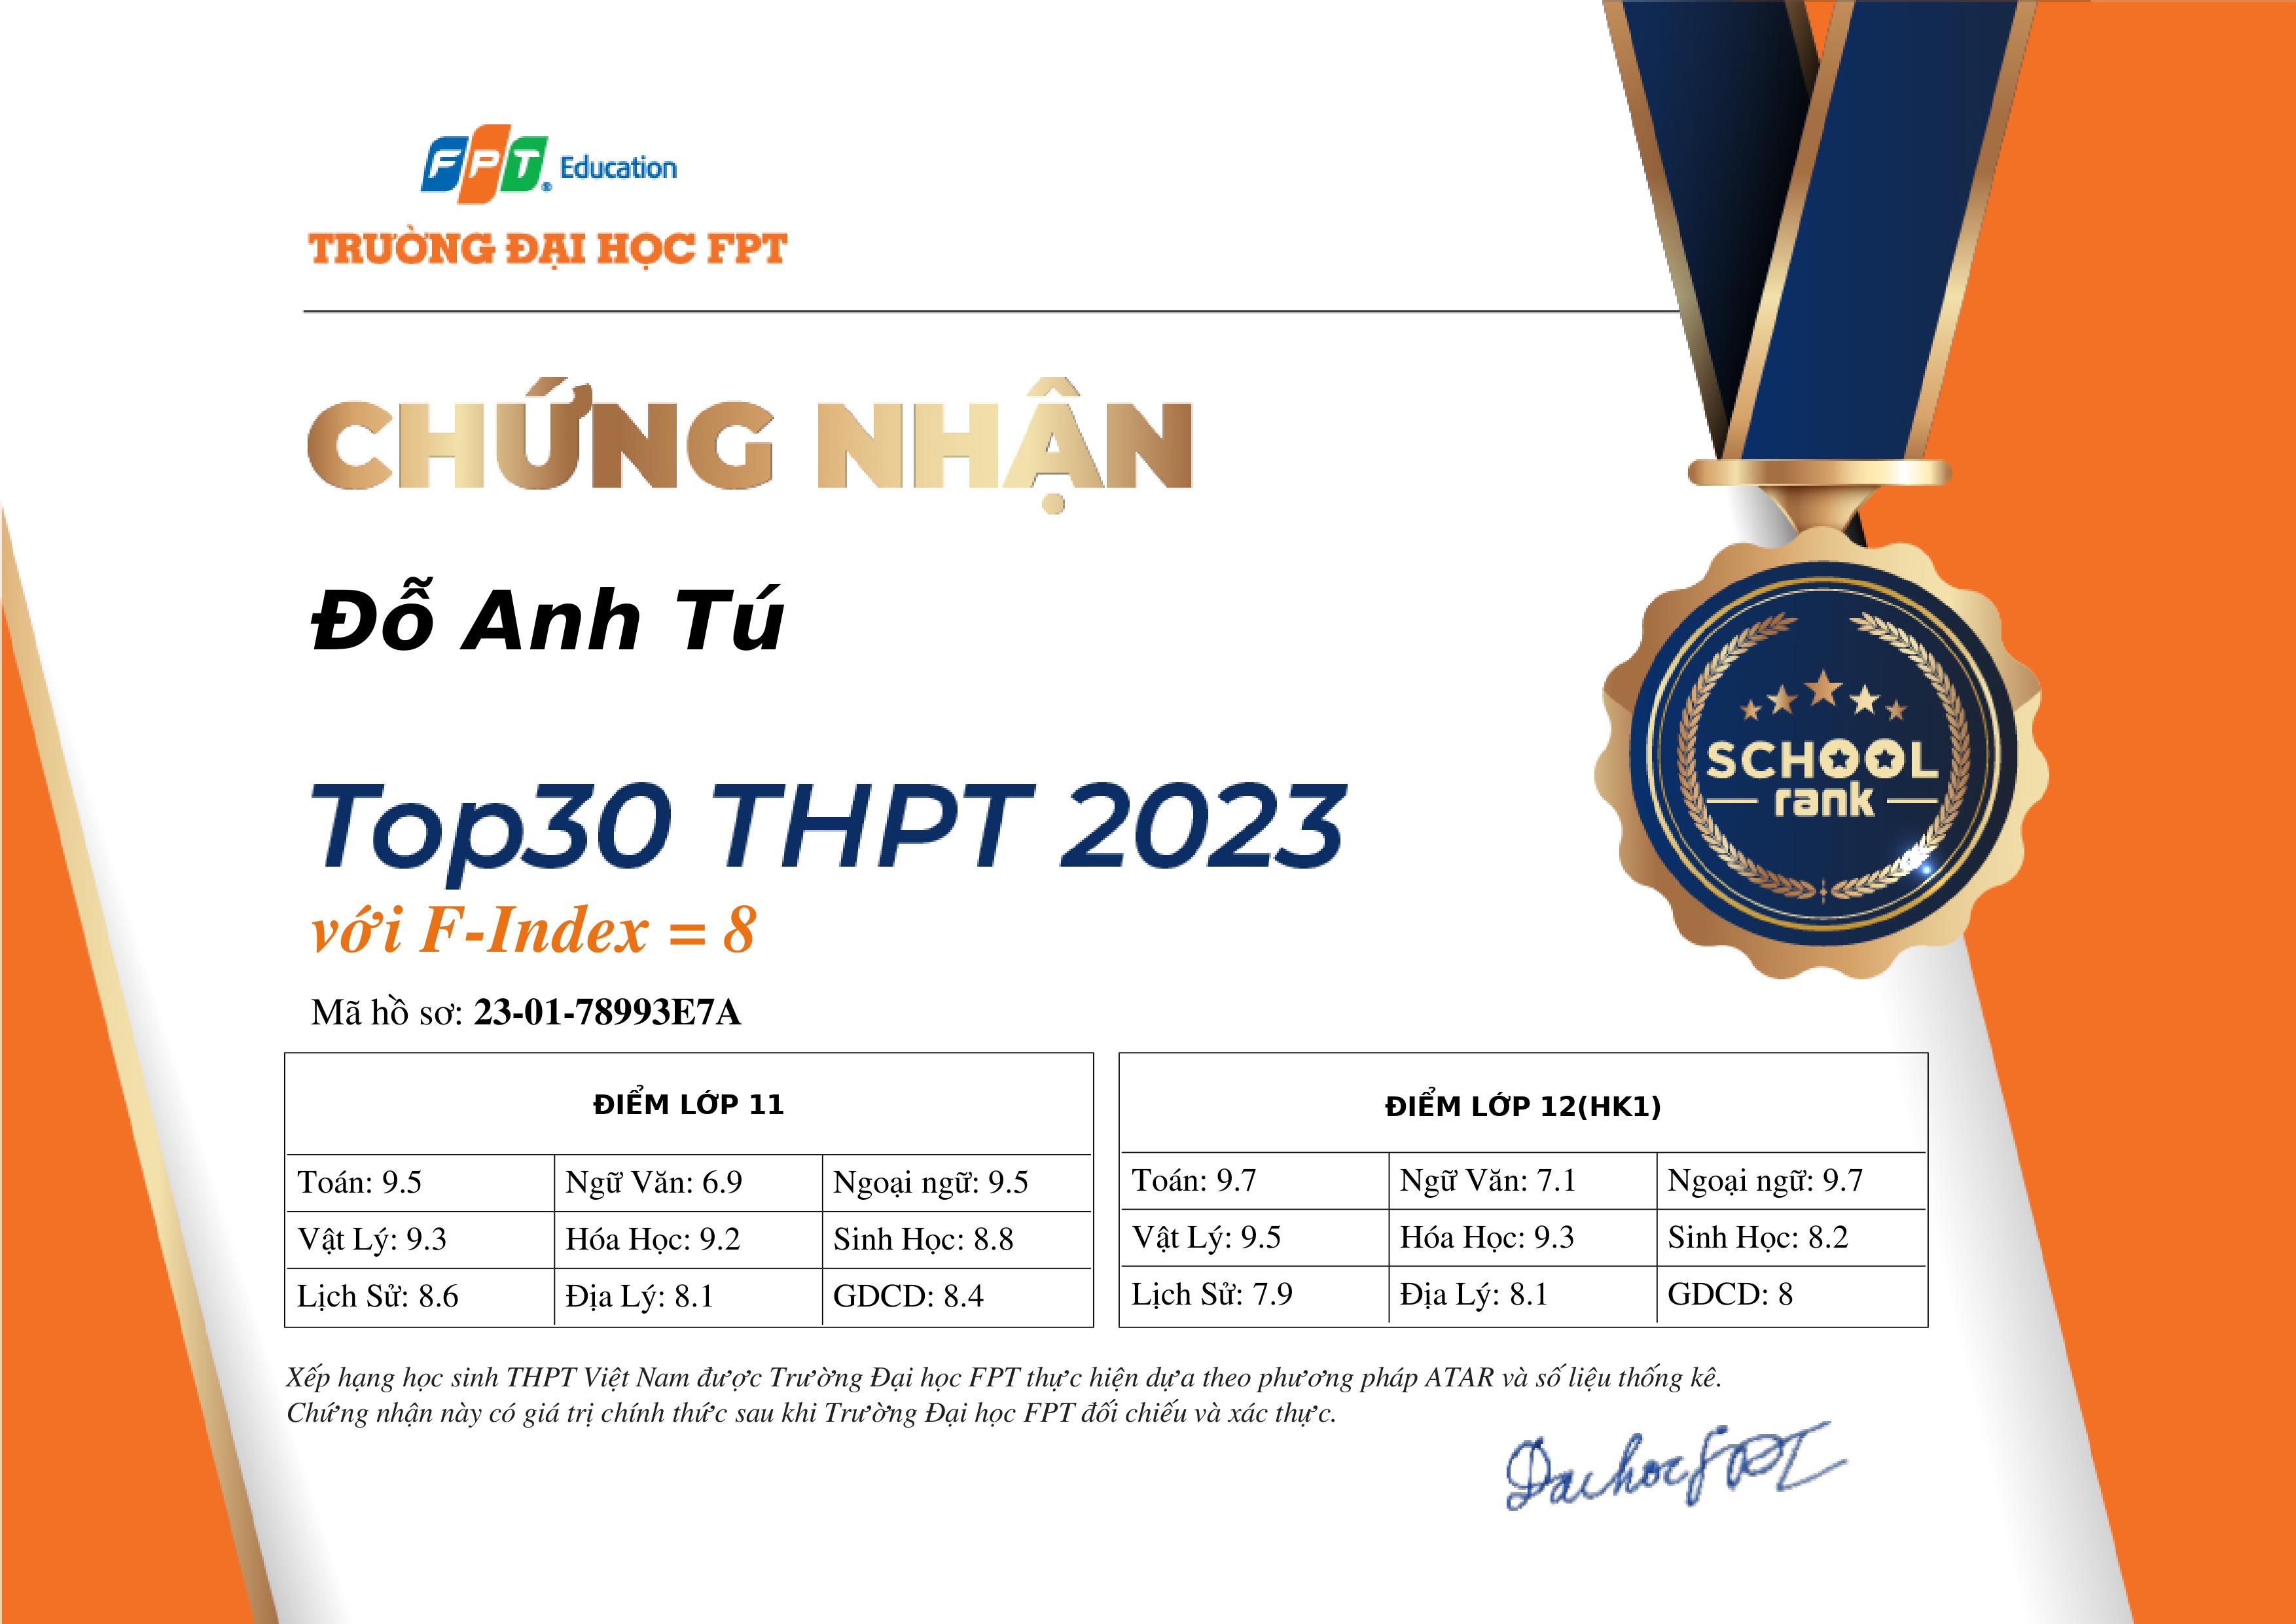 FPT Education
TRƯỜNG ĐẠI HỌC FPT
CHỨNG NHẬN
Đỗ Anh Tú
Top30 THPT 2023
với F-Index = 8
Mã hồ sơ: 23-01-78993E7A
SCHOOL
rank
ĐIỂM LỚP 11
Toán: 9.5 Ngữ Văn: 6.9 Ngoại ngữ: 9.5
Vật Lý: 9.3 Hóa Học: 9.2 Sinh Học: 8.8
Lịch Sử: 8.6 Địa Lý: 8.1 GDCD: 8.4
ĐIỂM LỚP 12(HK1)
Toán: 9.7 Ngữ Văn: 7.1 Ngoại ngữ: 9.7
Vật Lý: 9.5 Hóa Học: 9.3 Sinh Học: 8.2
Lịch Sử: 7.9 Địa Lý: 8.1 GDCD: 8
Xếp hạng học sinh THPT Việt Nam được Trường Đại học FPT thực hiện dựa theo phương pháp ATAR và số liệu thống kê.
Chứng nhận này có giá trị chính thức sau khi Trường Đại học FPT đối chiếu và xác thực.
Đai học FPT